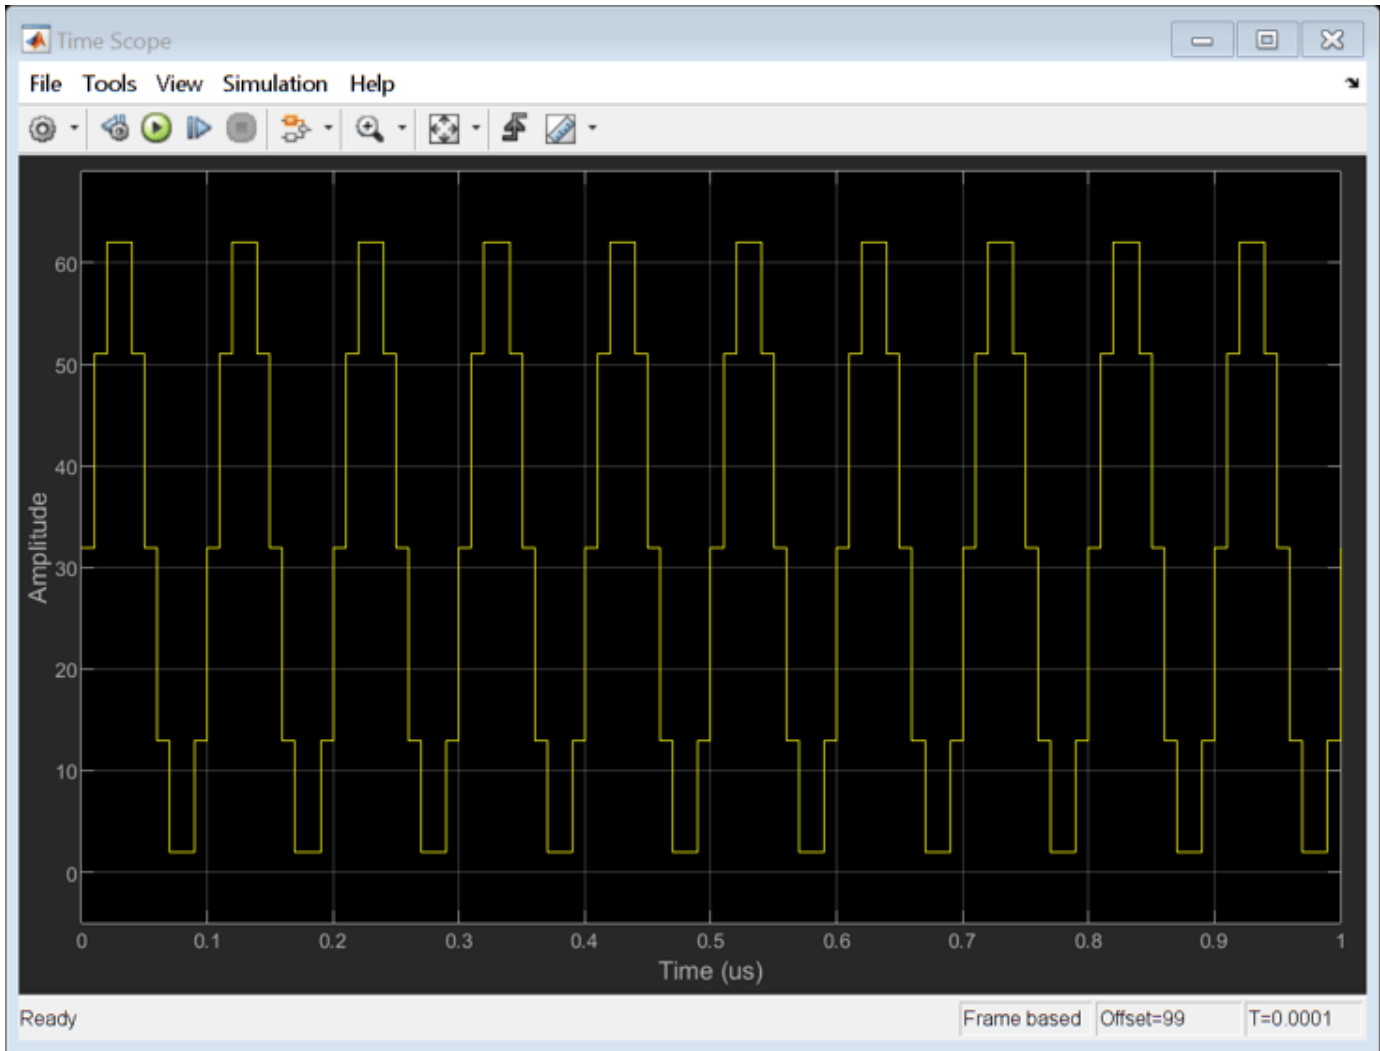 Time Scope
File Tools View Simulation Help
60
50
40
30
20
10
0
Amplitude
0 0.1 0.2 0.3 0.4 0.5 0.6 0.7 0.8 0.9 1
Time (us)
Ready Frame based Offset=99 T=0.0001